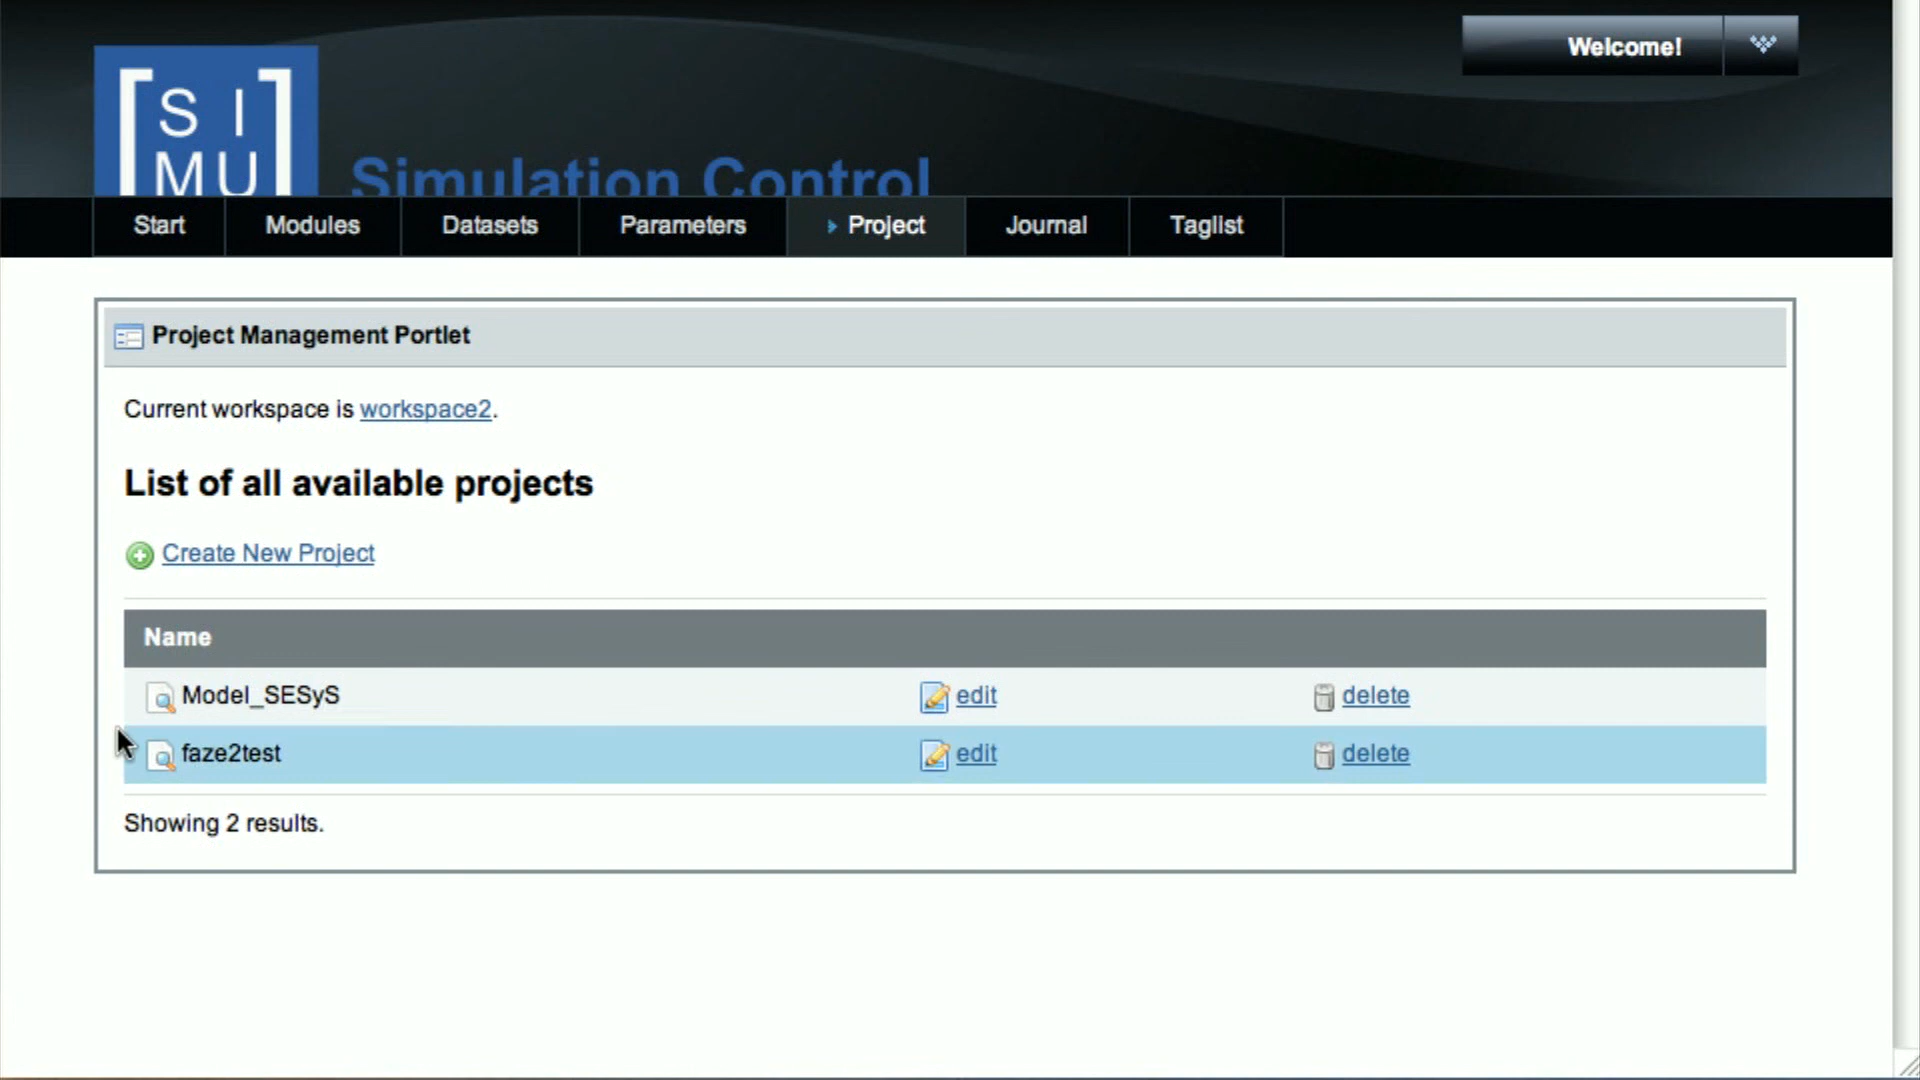 Welcome!
S I
MU
Simulation Control
Start Modules Datasets Parameters Project Journal Taglist
Project Management Portlet
Current workspace is workspace2.
List of all available projects
Create New Project
Name
Model_SESyS edit delete
faze2test edit delete
Showing 2 results.